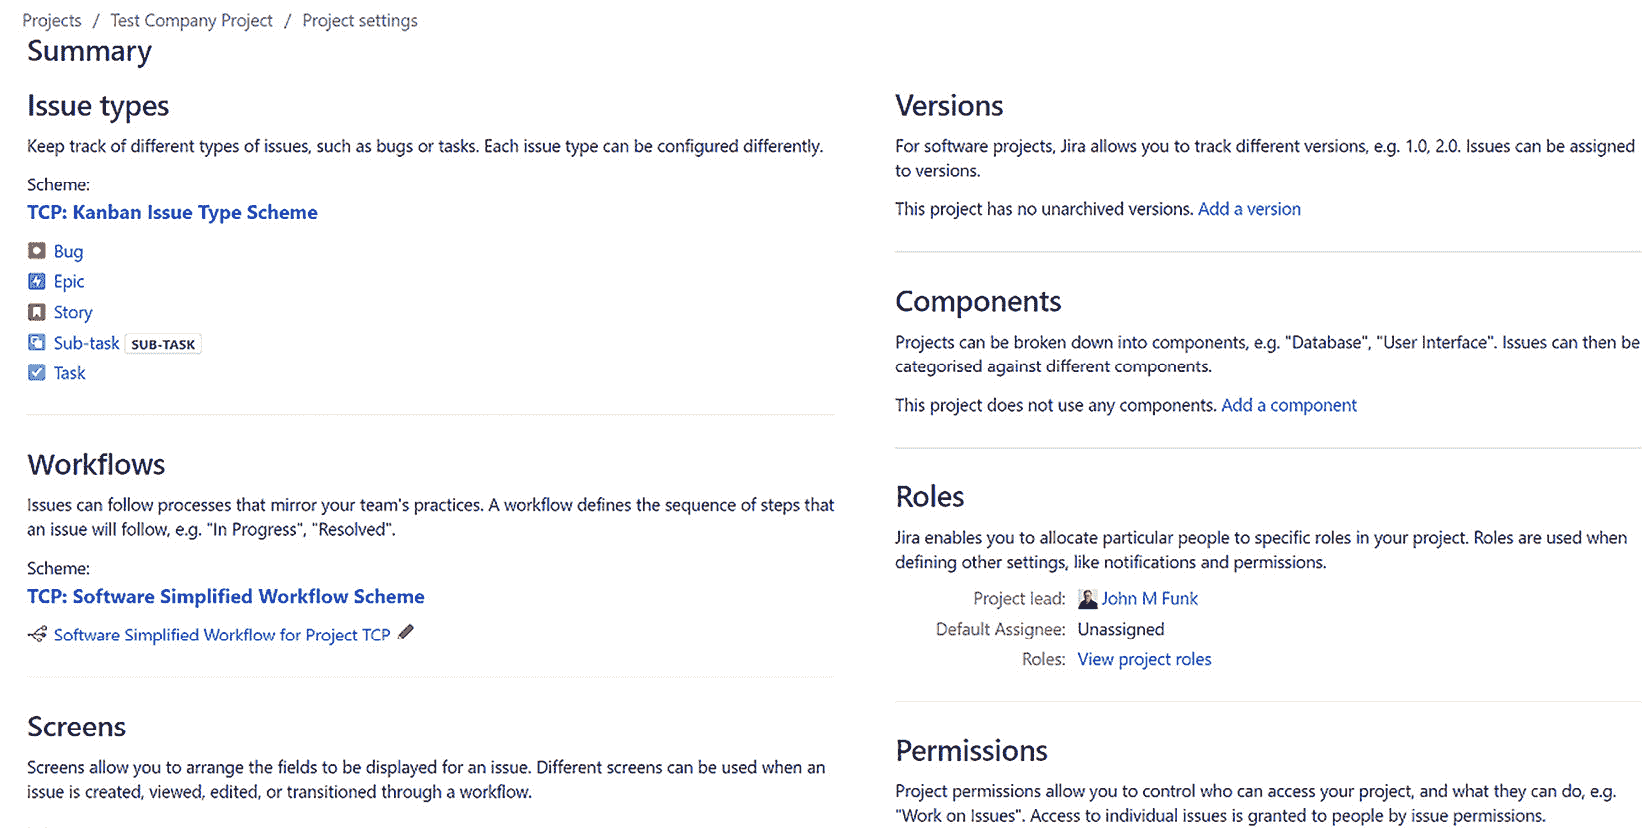 Projects / Test Company Project / Project settings
Summary
Issue types
Keep track of different types of issues, such as bugs or tasks. Each issue type can be configured differently.
Scheme:
TCP: Kanban Issue Type Scheme
Bug
Epic
Story
Sub-task SUB-TASK
Task
Workflows
Issues can follow processes that mirror your team's practices. A workflow defines the sequence of steps that
an issue will follow, e.g. "In Progress", "Resolved".
Scheme:
TCP: Software Simplified Workflow Scheme
Software Simplified Workflow for Project TCP
Screens
Screens allow you to arrange the fields to be displayed for an issue. Different screens can be used when an
issue is created, viewed, edited, or transitioned through a workflow.
Versions
For software projects, Jira allows you to track different versions, e.g. 1.0, 2.0. Issues can be assigned
to versions.
This project has no unarchived versions. Add a version
Components
Projects can be broken down into components, e.g. "Database", "User Interface". Issues can then be
categorised against different components.
This project does not use any components. Add a component
Roles
Jira enables you to allocate particular people to specific roles in your project. Roles are used when
defining other settings, like notifications and permissions.
Project lead: John M Funk
Default Assignee: Unassigned
Roles: View project roles
Permissions
Project permissions allow you to control who can access your project, and what they can do, e.g.
"Work on Issues". Access to individual issues is granted to people by issue permissions.